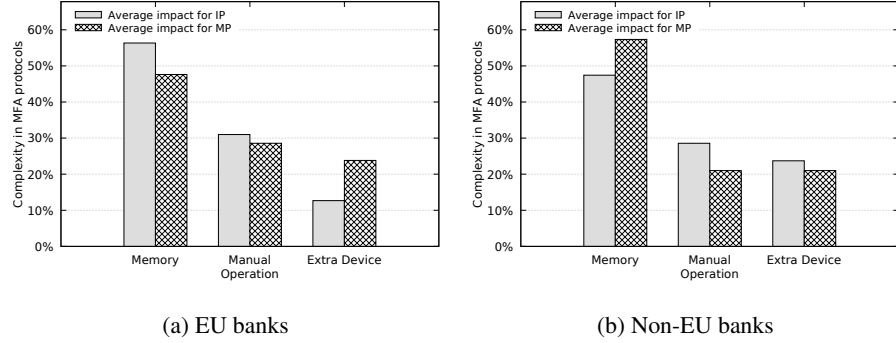 Average impact for IP
Average impact for MP
Complexity in MFA protocols
60%
50%
40%
30%
20%
10%
0%
Memory
Manual
Operation
Extra Device
(a) EU banks
Average impact for IP
Average impact for MP
Complexity in MFA protocols
60%
50%
40%
30%
20%
10%
0%
Memory
Manual
Operation
Extra Device
(b) Non-EU banks